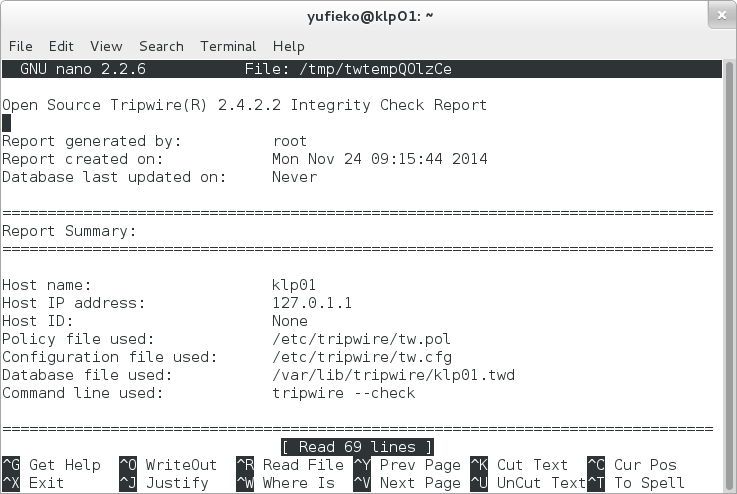 yufieko@klp01: ~
×
File Edit View Search Terminal Help
GNU nano 2.2.6 File: /tmp/twtempQOlzCe
Open Source Tripwire(R) 2.4.2.2 Integrity Check Report
Report generated by: root
Report created on: Mon Nov 24 09:15:44 2014
Database last updated on: Never
===============================================================================
Report Summary:
===============================================================================
Host name: klp01
Host IP address: 127.0.1.1
Host ID: None
Policy file used: /etc/tripwire/tw.pol
Configuration file used: /etc/tripwire/tw.cfg
Database file used: /var/lib/tripwire/klp01.twd
Command line used: tripwire --check
===============================================================================
[ Read 69 lines ]
^G Get Help ^O WriteOut ^R Read File ^Y Prev Page ^K Cut Text ^C Cur Pos
^X Exit ^J Justify ^W Where Is ^V Next Page ^U UnCut Text ^T To Spell